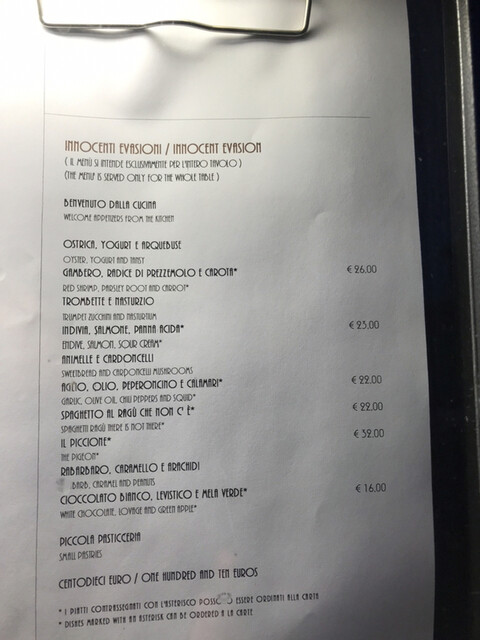 INNOCENTI EVASIONI / INNOCENT EVASION
( IL MENÙ SI INTENDE ESCLUSIVAMENTE PER L'INTERO TAVOLO )
(THE MENU' IS SERVED ONLY FOR THE WHOLE TABLE )
BENVENUTO DALLA CUCINA
WELCOME APPETIZERS FROM THE KITCHEN
OSTRICA, YOGURT E ARQUEBUSE
OYSTER, YOGURT AND TANSY
GAMBERO, RADICE DI PREZZEMOLO E CAROTA* € 26.00
RED SHRIMP, PARSLEY ROOT AND CARROT*
TROMBETTE E NASTURZIO
TRUMPET ZUCCHINI AND NASTURTIUM
INDIVIA, SALMONE, PANNA ACIDA* € 25.00
ENDIVE, SALMON, SOUR CREAM*
ANIMELLE E CARDONCELLI
SWEETBREAD AND CARDONCELLI MUSHROOMS
AGLIO, OLIO, PEPERONCINO E CALAMARI* € 22.00
GARLIC, OLIVE OIL, CHILI PEPPERS AND SQUID*
SPAGHETTO AL RAGÙ CHE NON C' È* € 22.00
SPAGHETTI RAGÙ THERE IS NOT THERE*
IL PICCIONE* € 32.00
THE PIGEON*
RABARBARO, CARAMELLO E ARACHIDI
BARB, CARAMEL AND PEANUTS
CIOCCOLATO BIANCO, LEVISTICO E MELA VERDE* € 16.00
WHITE CHOCOLATE, LOVAGE AND GREEN APPLE*
PICCOLA PASTICCERIA
SMALL PASTRIES
CENTODIECI EURO / ONE HUNDRED AND TEN EUROS
* I PIATTI CONTRASSEGNATI CON L'ASTERISCO ESSERE ORDINATI ALLA CARTA
* DISHES MARKED WITH AN ASTERISK CAN BE ORDERED A LA CARTE